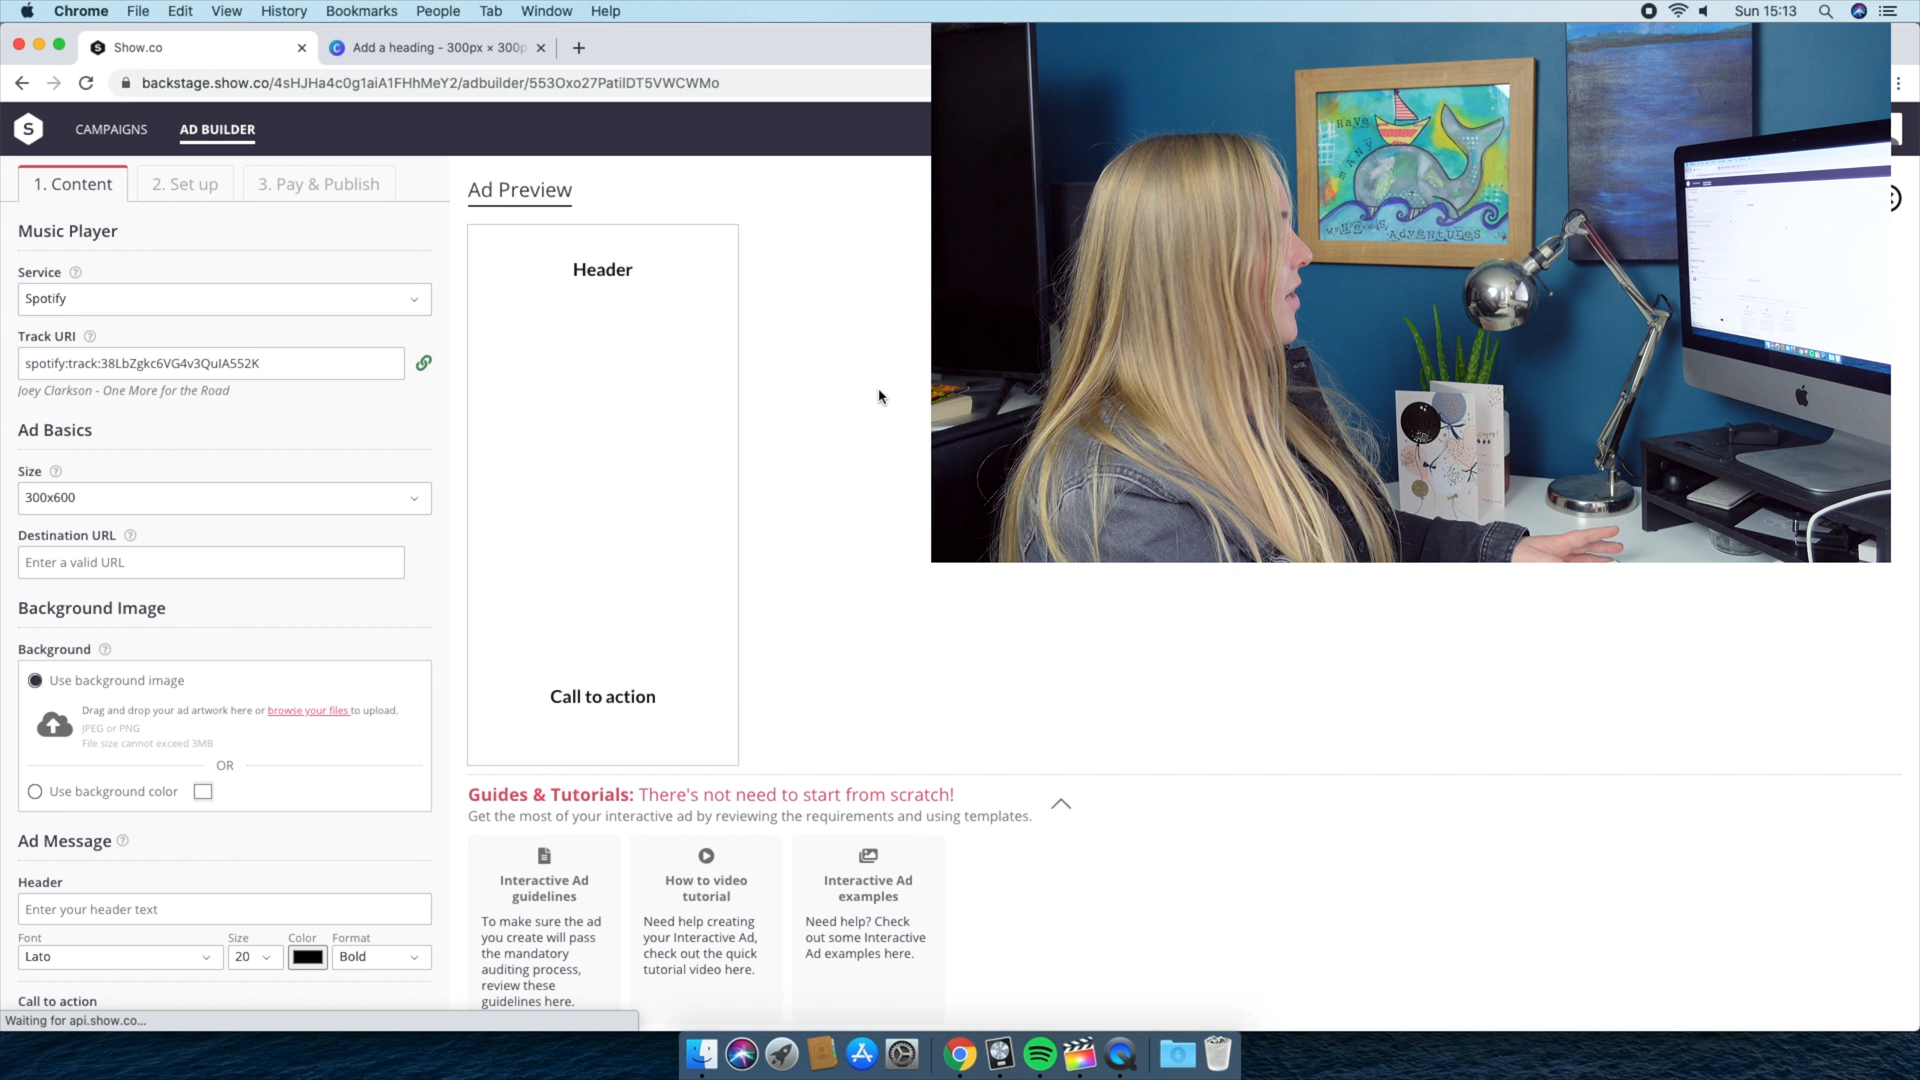 Chrome File Edit View History Bookmarks People Tab Window Help
Sun 15:13
Show.co
Add a heading - 300px × 300p
backstage.show.co/4sHJHa4c0g1aiA1FHhMeY2/adbuilder/553Oxo27PatilDT5VWCWMo
S CAMPAIGNS AD BUILDER
1. Content 2. Set up 3. Pay & Publish
Music Player
Service
Spotify
Track URI
spotify:track:38LbZgkc6VG4v3QuIA552K
Joey Clarkson - One More for the Road
Ad Basics
Size
300x600
Destination URL
Enter a valid URL
Background Image
Background
Use background image
Drag and drop your ad artwork here or browse your files to upload.
JPEG or PNG
File size cannot exceed 3MB
OR
Use background color
Ad Message
Header
Enter your header text
Font Size Color Format
Lato 20 Bold
Call to action
Waiting for api.show.co...
Ad Preview
Header
Call to action
Guides & Tutorials: There's not need to start from scratch!
Get the most of your interactive ad by reviewing the requirements and using templates.
Interactive Ad
guidelines
To make sure the ad
you create will pass
the mandatory
auditing process,
review these
guidelines here.
How to video
tutorial
Need help creating
your Interactive Ad,
check out the quick
tutorial video here.
Interactive Ad
examples
Need help? Check
out some Interactive
Ad examples here.
Have
MANY
ADVENTURES